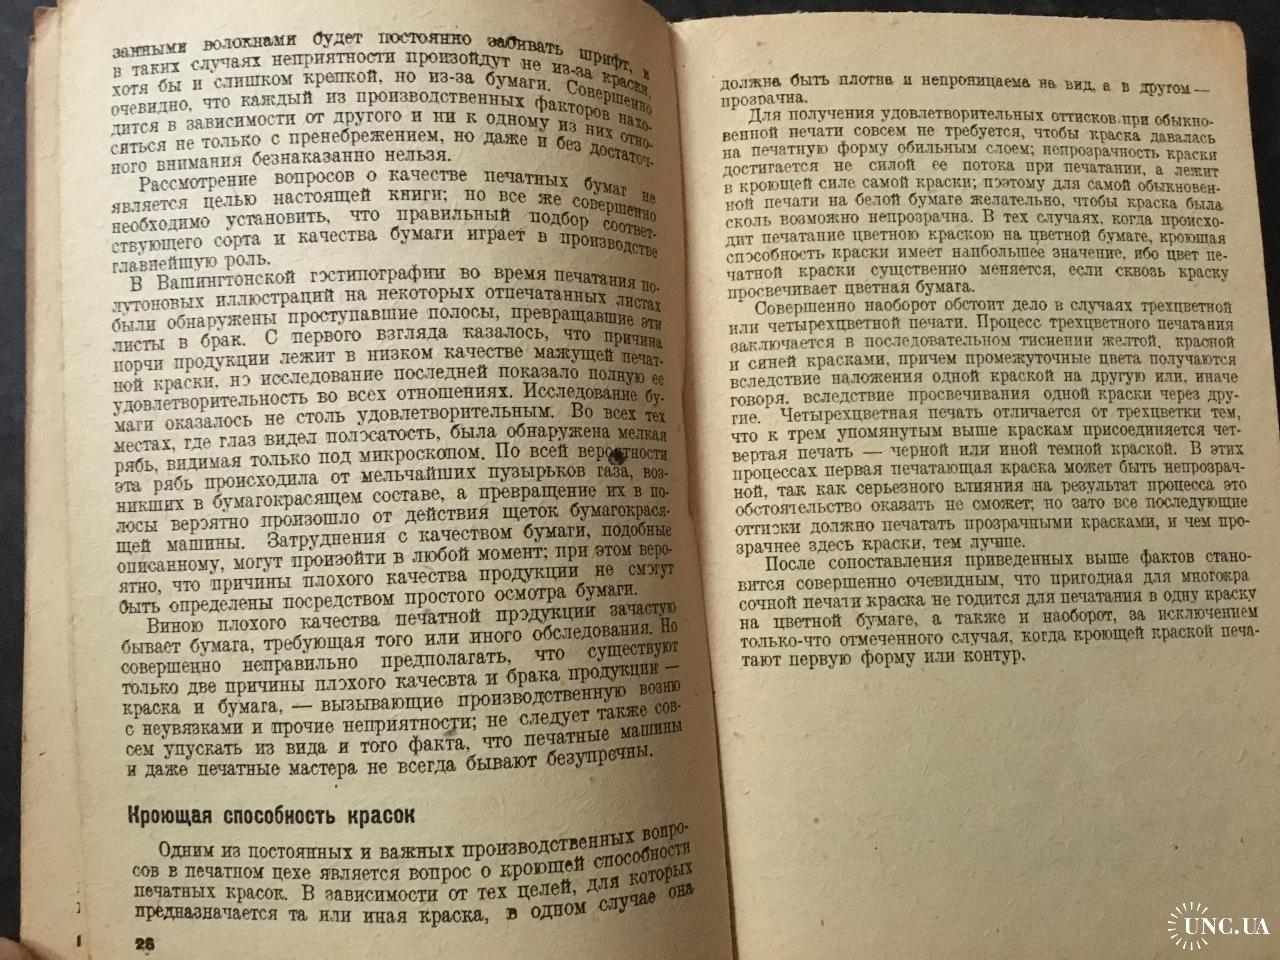 занными волокнами будет постоянно забивать шрифт, и
в таких случаях неприятности произойдут не из-за краски,
хотя бы и слишком крепкой, но из-за бумаги. Совершенно
очевидно, что каждый из производственных факторов нахо-
дится в зависимости от другого и ни к одному из них отно-
ситься не только с пренебрежением, но даже и без достаточ-
ного внимания безнаказанно нельзя.
Рассмотрение вопросов о качестве печатных бумаг не
является целью настоящей книги; но все же совершенно
необходимо установить, что правильный подбор соответ-
ствующего сорта и качества бумаги играет в производстве
главнейшую роль.
В Вашингтонской гэстипографии во время печатания по-
лутоновых иллюстраций на некоторых отпечатанных листах
были обнаружены проступавшие полосы, превращавшие эти
листы в брак. С первого взгляда казалось, что причина
порчи продукции лежит в низком качестве мажущей печат-
ной краски, но исследование последней показало полную ее
удовлетворительность во всех отношениях. Исследование бу-
маги оказалось не столь удовлетворительным. Во всех тех
местах, где глаз видел полосатость, была обнаружена мелкая
рябь, видимая только под микроскопом. По всей вероятности
эта рябь происходила от мельчайших пузырьков газа, воз-
никших в бумагокрасящем составе, а превращение их в по-
лосы вероятно произошло от действия щеток бумагокрася-
щей машины. Затруднения с качеством бумаги, подобные
описанному, могут произойти в любой момент; при этом веро-
ятно, что причины плохого качества продукции не смогут
быть определены посредством простого осмотра бумаги.
Виною плохого качества печатной продукции зачастую
бывает бумага, требующая того или иного обследования. Но
совершенно неправильно предполагать, что существуют
только две причины плохого качесвта и брака продукции —
краска и бумага, — вызывающие производственную возню
с неувязками и прочие неприятности; не следует также сов-
сем упускать из вида и того факта, что печатные машины
и даже печатные мастера не всегда бывают безупречны.
Кроющая способность красок
Одним из постоянных и важных производственных вопро-
сов в печатном цехе является вопрос о кроющей способности
печатных красок. В зависимости от тех целей, для которых
предназначается та или иная краска, в одном случае она
26
должна быть плотна и непроницаема на вид, а в другом —
прозрачна.
Для получения удовлетворительных оттисков при обыкно-
венной печати совсем не требуется, чтобы краска давалась
на печатную форму обильным слоем; непрозрачность краски
достигается не силой ее потока при печатании, а лежит
в кроющей силе самой краски; поэтому для самой обыкновен-
ной печати на белой бумаге желательно, чтобы краска была
сколь возможно непрозрачна. В тех случаях, когда происхо-
дит печатание цветною краскою на цветной бумаге, кроющая
способность краски имеет наибольшее значение, ибо цвет пе-
чатной краски существенно меняется, если сквозь краску
просвечивает цветная бумага.
Совершенно наоборот обстоит дело в случаях трехцветной
или четырехцветной печати. Процесс трехцветного печатания
заключается в последовательном тиснении желтой, красной
и синей красками, причем промежуточные цвета получаются
вследствие наложения одной краской на другую или, иначе
говоря, вследствие просвечивания одной краски через дру-
гие. Четырехцветная печать отличается от трехцветки тем,
что к трем упомянутым выше краскам присоединяется чет-
вертая печать — черной или иной темной краской. В этих
процессах первая печатающая краска может быть непрозрач-
ной, так как серьезного влияния на результат процесса это
обстоятельство оказать не сможет; но зато все последующие
оттиски должно печатать прозрачными красками, и чем про-
зрачнее здесь краски, тем лучше.
После сопоставления приведенных выше фактов стано-
вится совершенно очевидным, что пригодная для многокра
сочной печати краска не годится для печатания в одну краску
на цветной бумаге, а также и наоборот, за исключением
только-что отмеченного случая, когда кроющей краской печа-
тают первую форму или контур.
UNC.UA